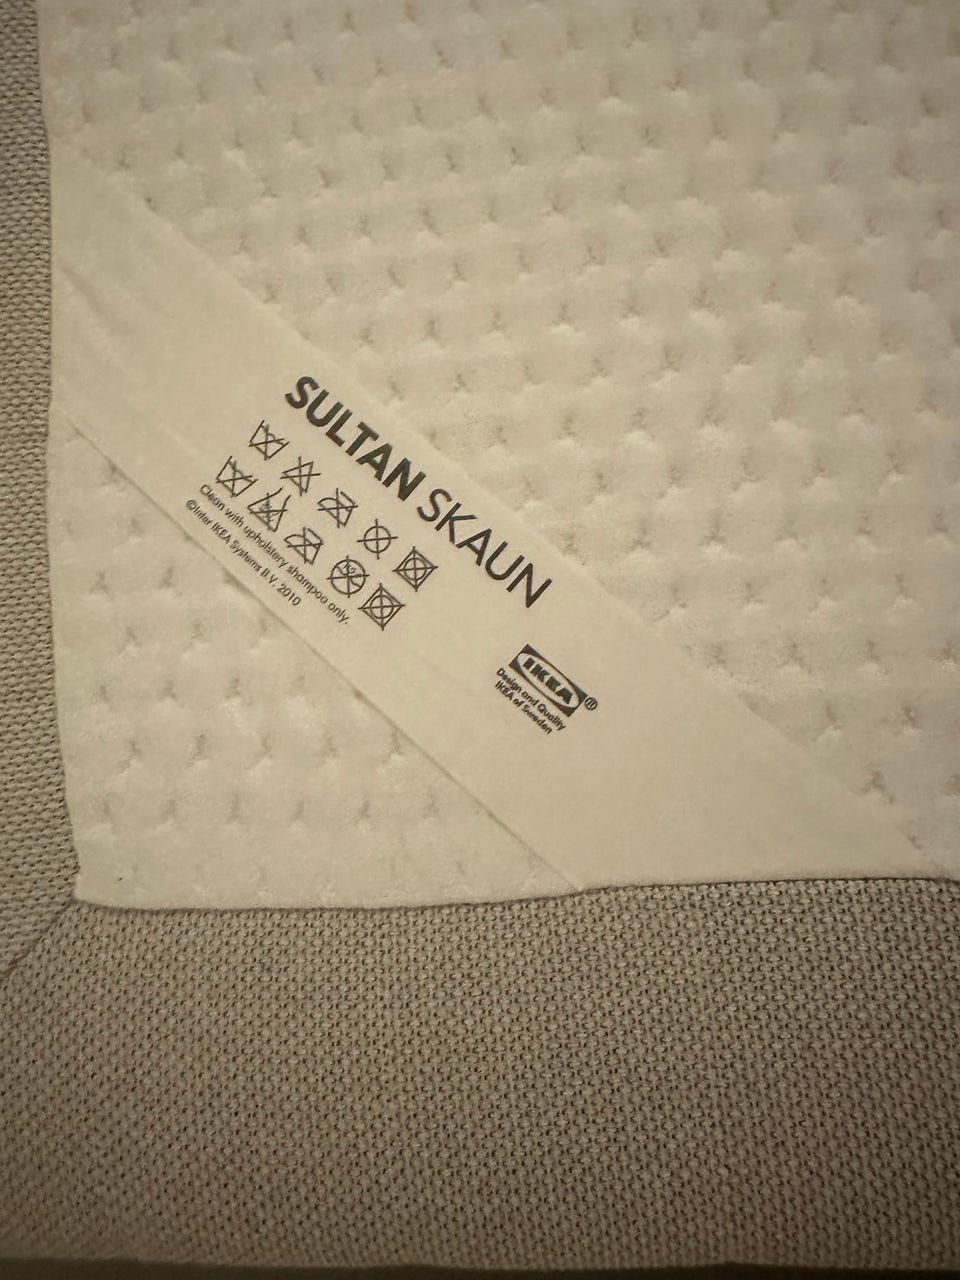 SULTAN SKAUN
Clean with upholstery shampoo only.
©Inter IKEA Systems B.V. 2010
IKEA®
Design and Quality
IKEA of Sweden